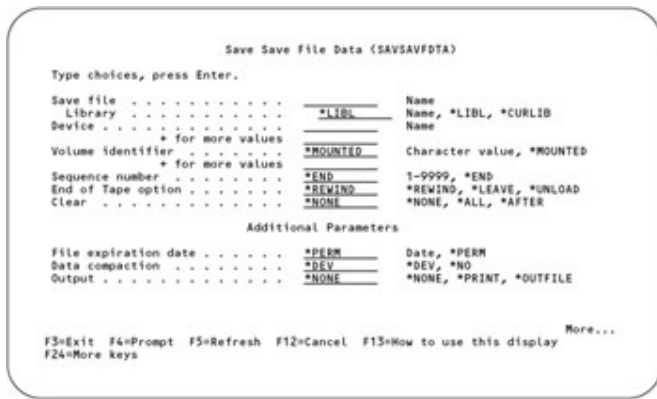 Save Save File Data (SAVSAVFDTA)
Type choices, press Enter.
Save file . . . . . . . . . . . . Name
Library . . . . . . . . . . . *LIBL Name, *LIBL, *CURLIB
Device . . . . . . . . . . . . . Name
+ for more values
Volume identifier . . . . . . . *MOUNTED Character value, *MOUNTED
+ for more values
Sequence number . . . . . . . . *END 1-9999, *END
End of Tape option . . . . . . . *REWIND *REWIND, *LEAVE, *UNLOAD
Clear . . . . . . . . . . . . . *NONE *NONE, *ALL, *AFTER
Additional Parameters
File expiration date . . . . . . *PERM Date, *PERM
Data compaction . . . . . . . . *DEV *DEV, *NO
Output . . . . . . . . . . . . . *NONE *NONE, *PRINT, *OUTFILE
More...
F3=Exit F4=Prompt F5=Refresh F12=Cancel F13=How to use this display
F24=More keys